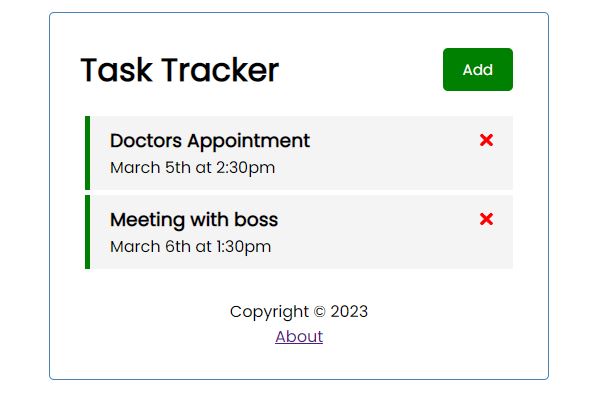 Task Tracker
Add
Doctors Appointment
March 5th at 2:30pm
Meeting with boss
March 6th at 1:30pm
Copyright © 2023
About